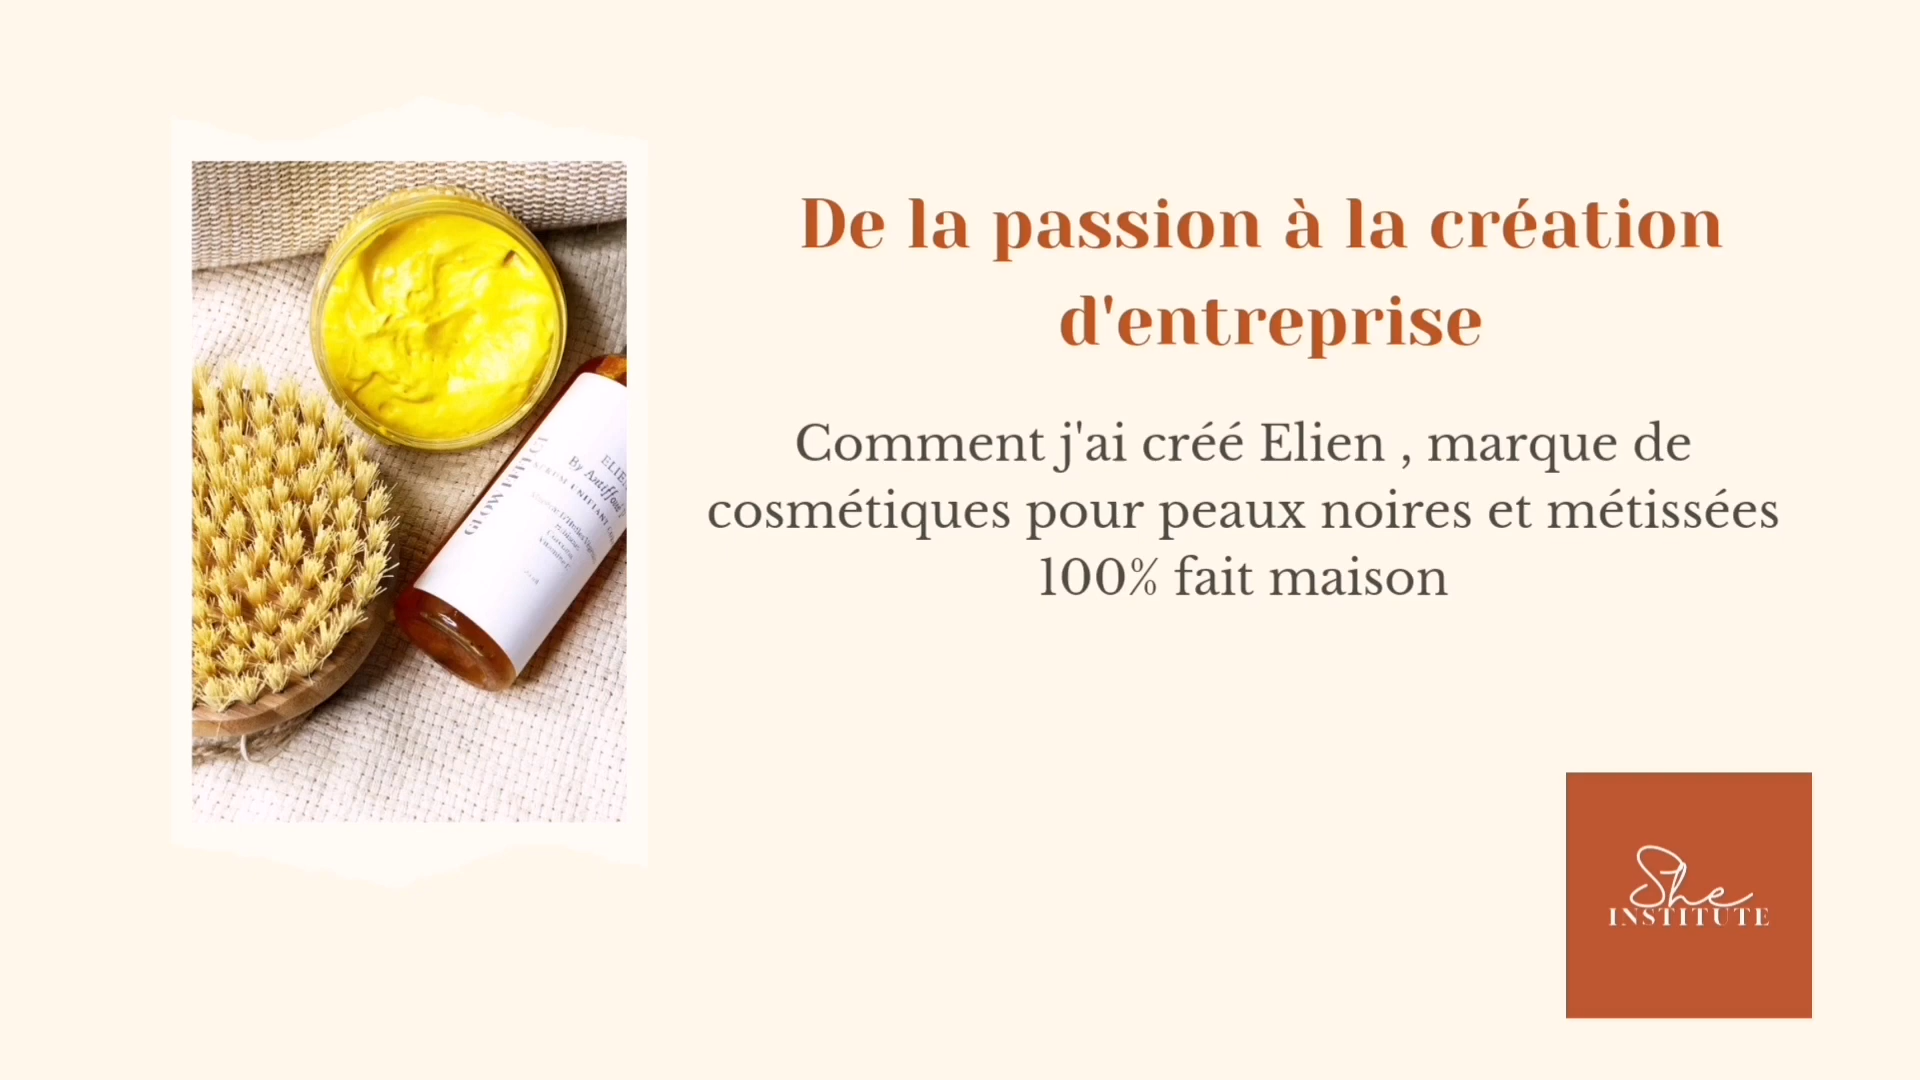 De la passion à la création
d'entreprise
Comment j'ai créé Elien , marque de
cosmétiques pour peaux noires et métissées
100% fait maison
By
She
INSTITUTE